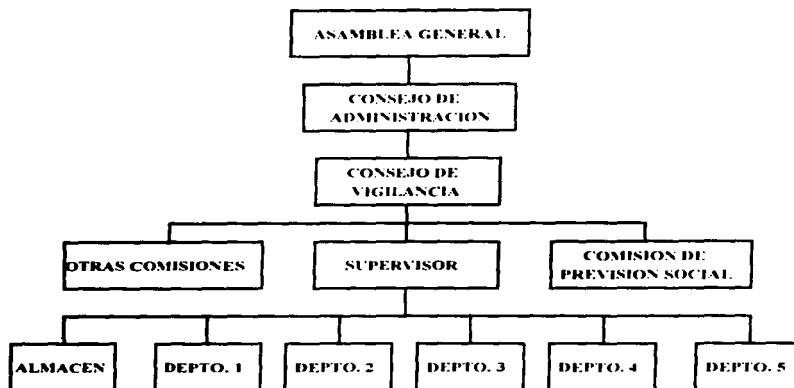 ASAMBLEA GENERAL
CONSEJO DE
ADMINISTRACION
CONSEJO DE
VIGILANCIA
OTRAS COMISIONES
SUPERVISOR
COMISION DE
PREVISION SOCIAL
ALMACEN
DEPTO. 1
DEPTO. 2
DEPTO. 3
DEPTO. 4
DEPTO. 5